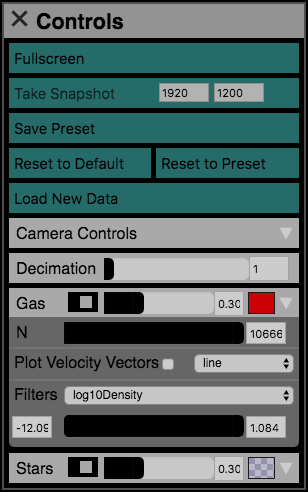 × Controls
Fullscreen
Take Snapshot 1920 1200
Save Preset
Reset to Default Reset to Preset
Load New Data
Camera Controls
Decimation 1
Gas 0.30
N 10666
Plot Velocity Vectors line
Filters log10Density
-12.09 1.084
Stars 0.30